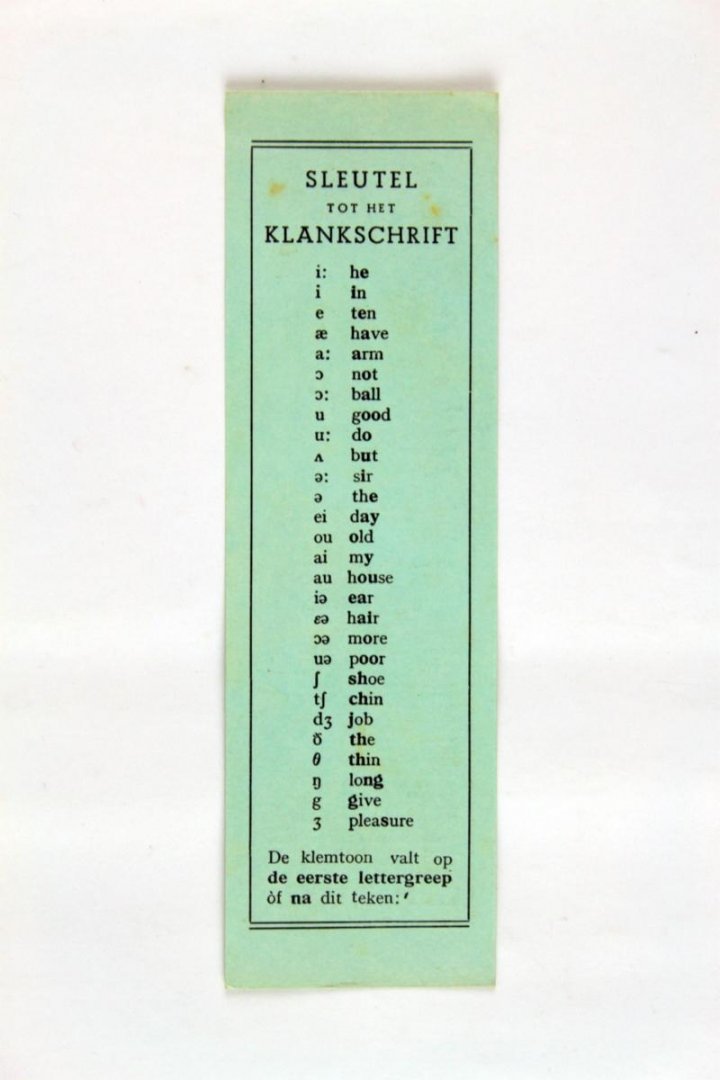 SLEUTEL
TOT HET
KLANKSCHRIFT
i: he
i in
e ten
æ have
a: arm
ɔ not
ɔ: ball
u good
u: do
ʌ but
ə: sir
ə the
ei day
ou old
ai my
au house
iə ear
ɛə hair
ɔə more
uə poor
ʃ shoe
tʃ chin
dʒ job
ð the
θ thin
ŋ long
g give
ʒ pleasure
De klemtoon valt op
de eerste lettergreep
òf na dit teken: ′